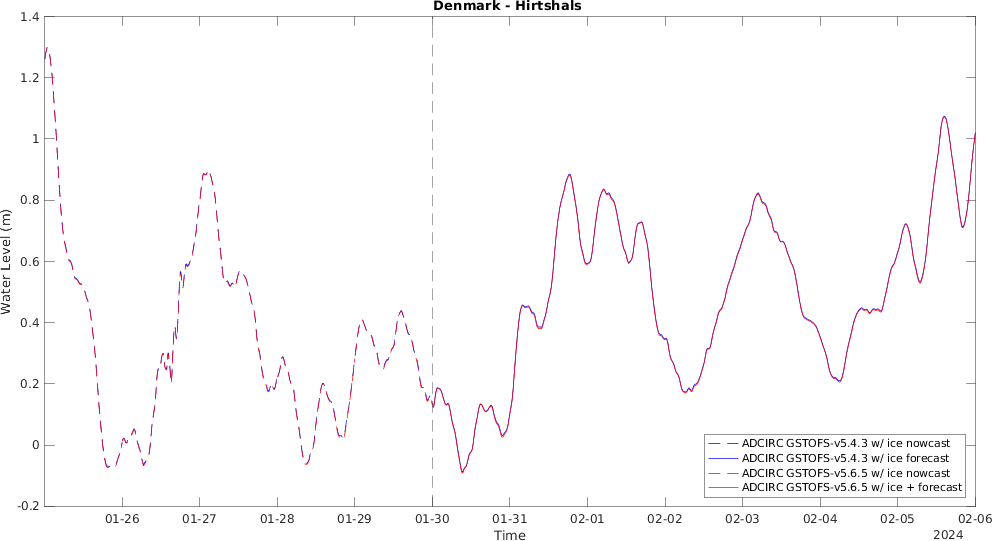 Denmark - Hirtshals
1.4
1.2
1
0.8
0.6
0.4
0.2
0
-0.2
Water Level (m)
ADCIRC GSTOFS-v5.4.3 w/ ice nowcast
ADCIRC GSTOFS-v5.4.3 w/ ice forecast
ADCIRC GSTOFS-v5.6.5 w/ ice nowcast
ADCIRC GSTOFS-v5.6.5 w/ ice + forecast
01-26 01-27 01-28 01-29 01-30 01-31 02-01 02-02 02-03 02-04 02-05 02-06
Time
2024